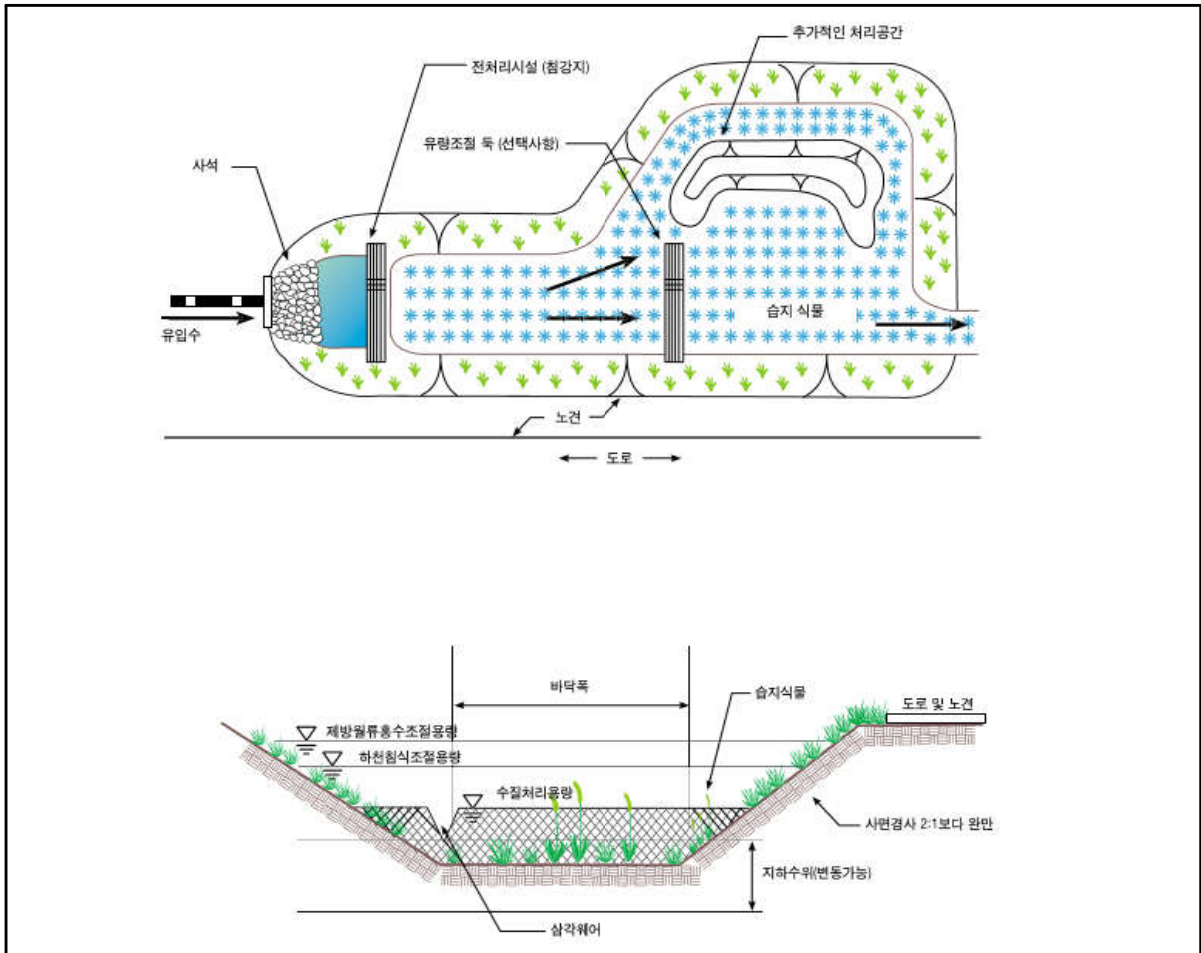 추가적인 처리공간
전처리시설 (침강지)
유량조절 둑 (선택사항)
사석
습지 식물
유입수
노견
도로
바닥폭
습지식물
도로 및 노견
제방월류홍수조절용량
하천침식조절용량
수질처리용량
사면경사 2:1보다 완만
지하수위(변동가능)
삼각웨어